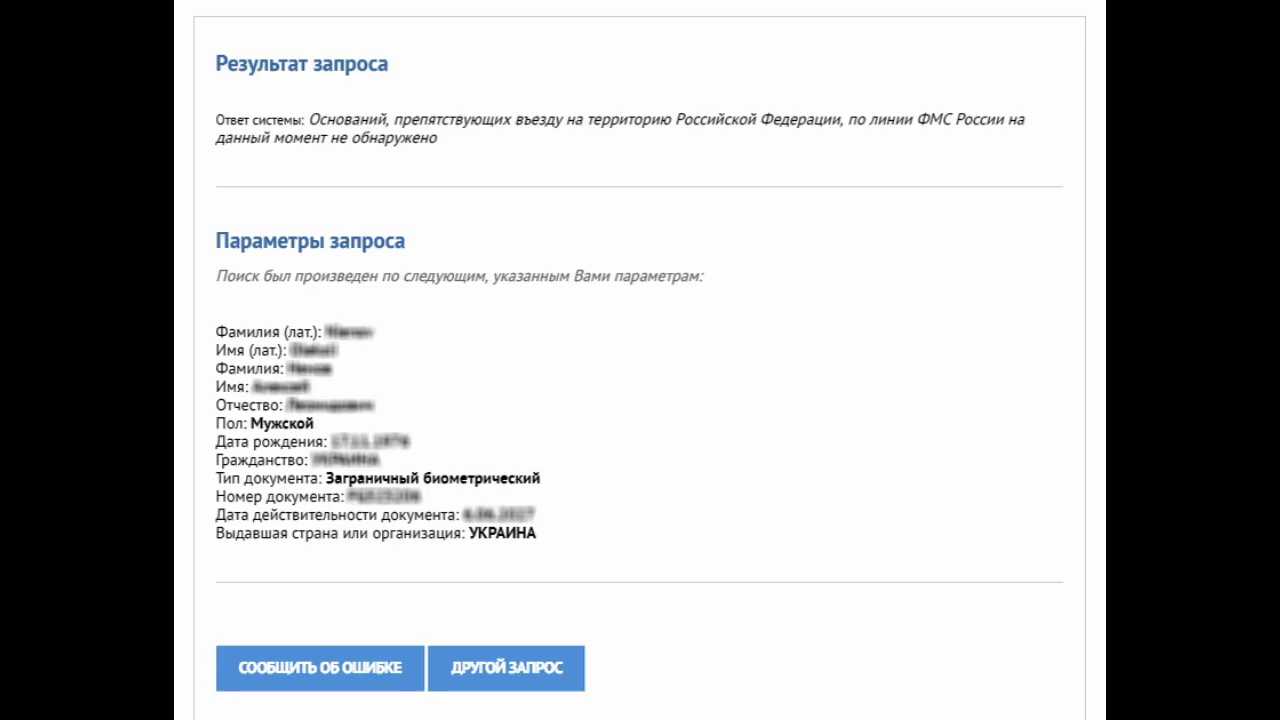 Результат запроса
Ответ системы: Оснований, препятствующих въезду на территорию Российской Федерации, по линии ФМС России на
данный момент не обнаружено
Параметры запроса
Поиск был произведен по следующим, указанным Вами параметрам:
Фамилия (лат.):
Имя (лат.):
Фамилия:
Имя:
Отчество:
Пол: Мужской
Дата рождения:
Гражданство:
Тип документа: Заграничный биометрический
Номер документа:
Дата действительности документа:
Выдавшая страна или организация: УКРАИНА
СООБЩИТЬ ОБ ОШИБКЕ ДРУГОЙ ЗАПРОС